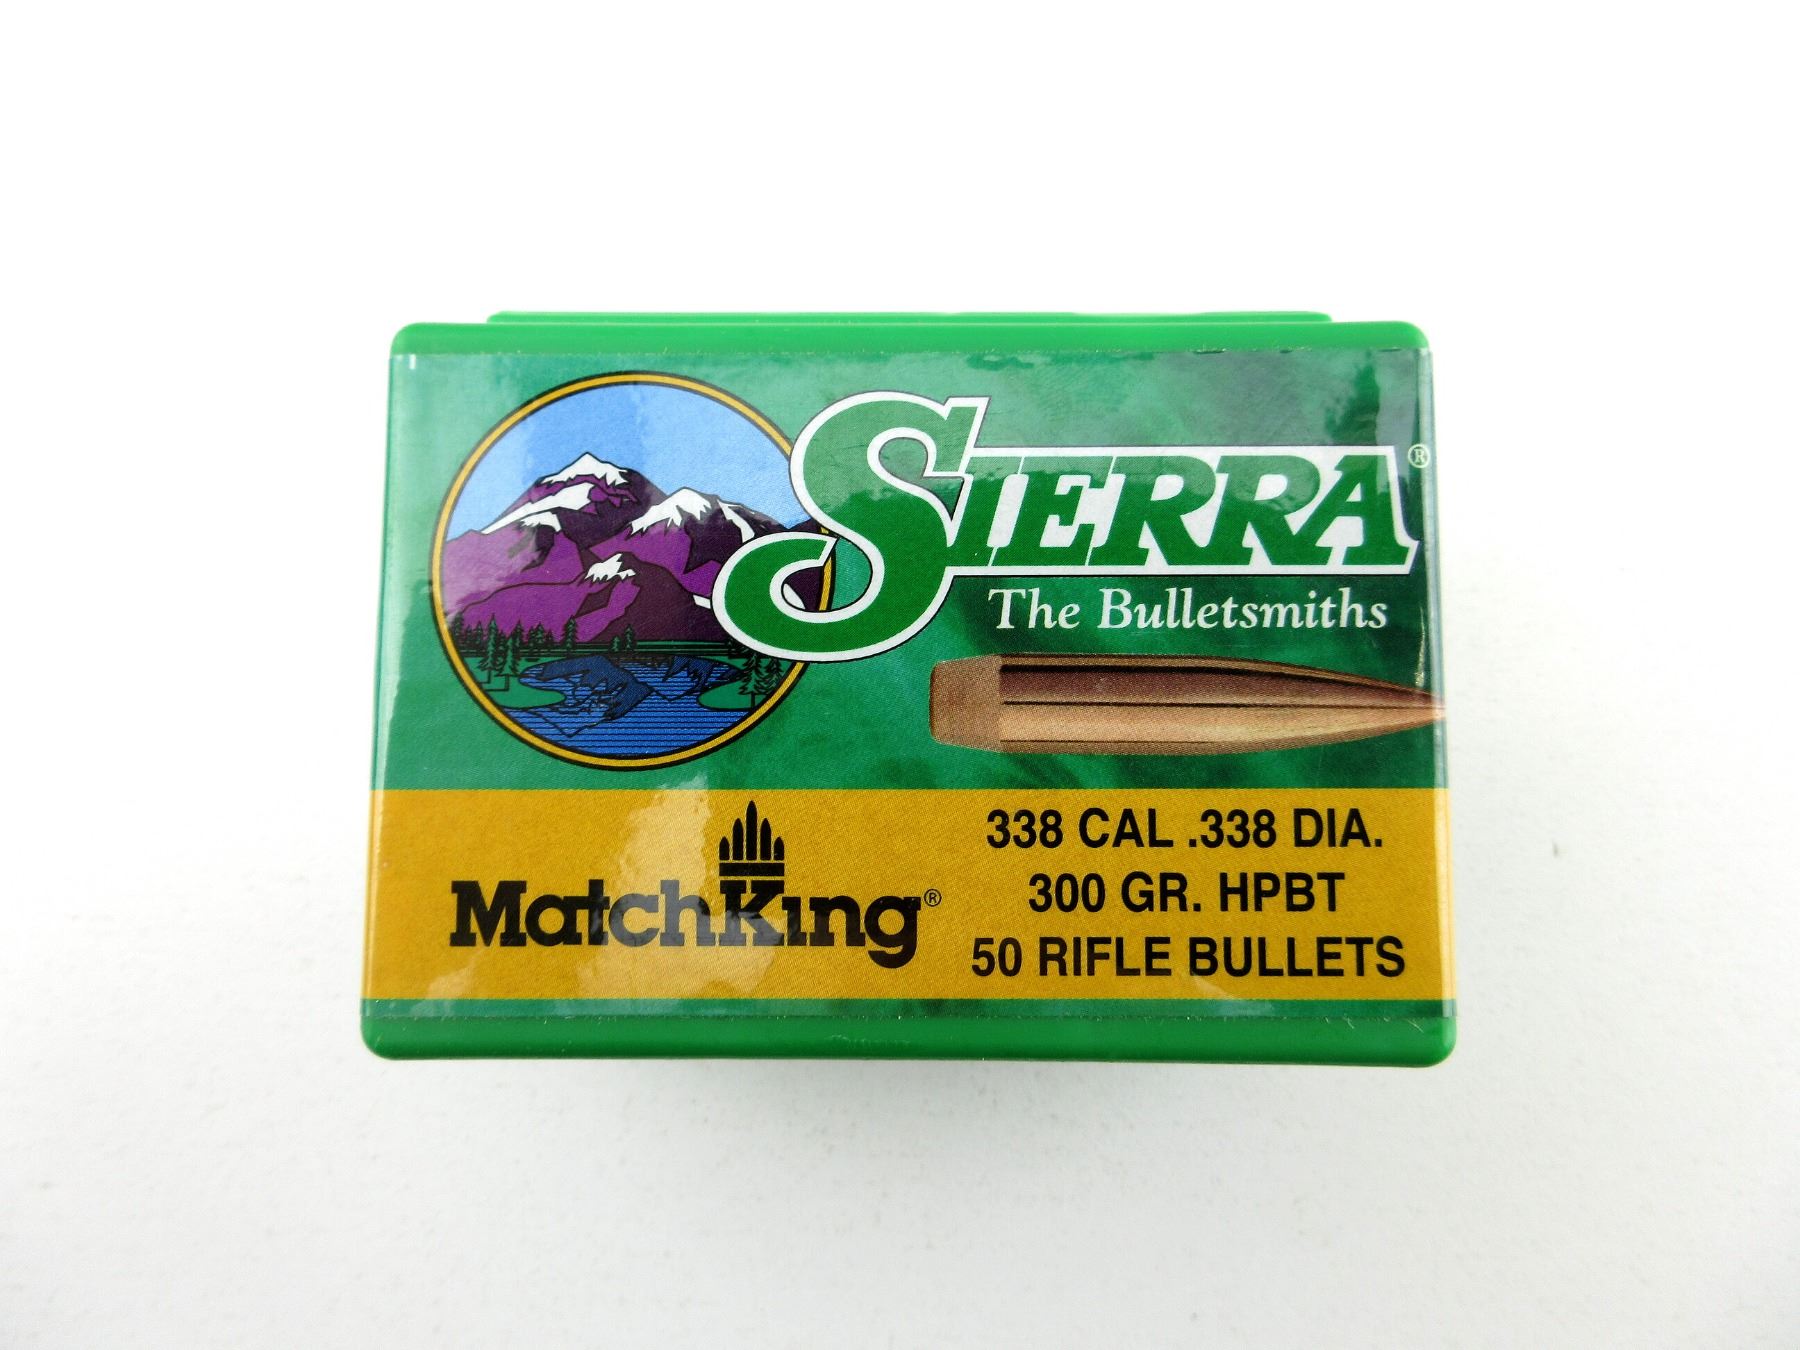 SIERRA®
The Bulletsmiths
MatchKing®
338 CAL .338 DIA.
300 GR. HPBT
50 RIFLE BULLETS